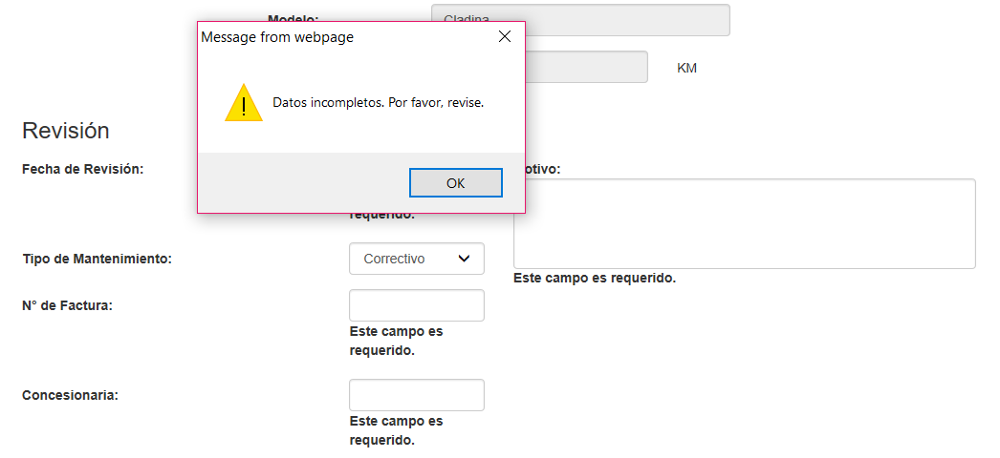 Modelo:
Cladina
Message from webpage
KM
Datos incompletos. Por favor, revise.
Revisión
OK
Fecha de Revisión:
otivo:
requerido.
Tipo de Mantenimiento:
Correctivo
Este campo es requerido.
N° de Factura:
Este campo es
requerido.
Concesionaria:
Este campo es
requerido.